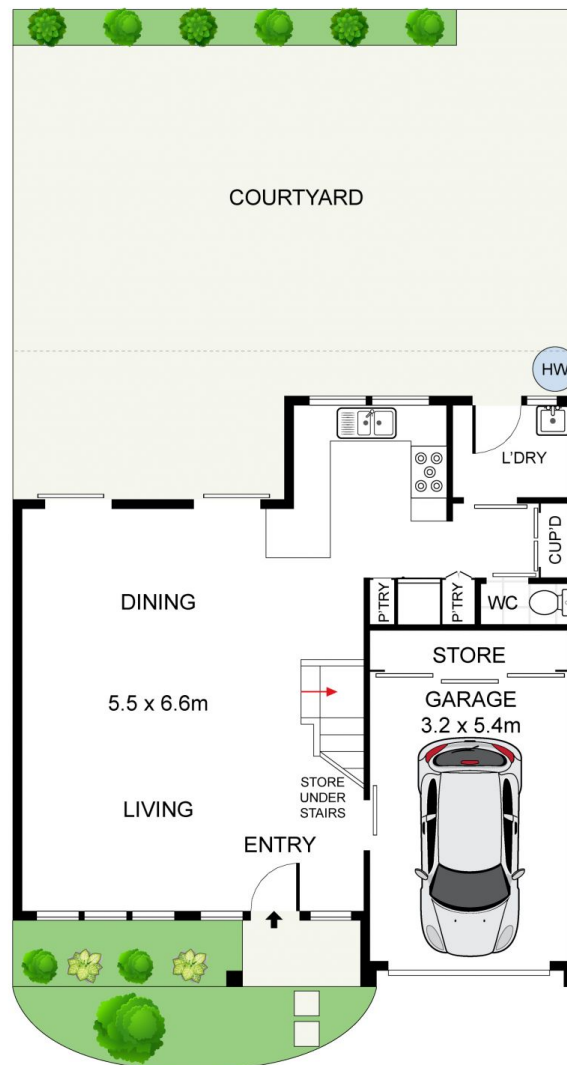 COURTYARD
HW
L'DRY
CUP'D
DINING
P'TRY
P'TRY
WC
STORE
5.5 x 6.6m
GARAGE
3.2 x 5.4m
LIVING
STORE
UNDER
STAIRS
ENTRY